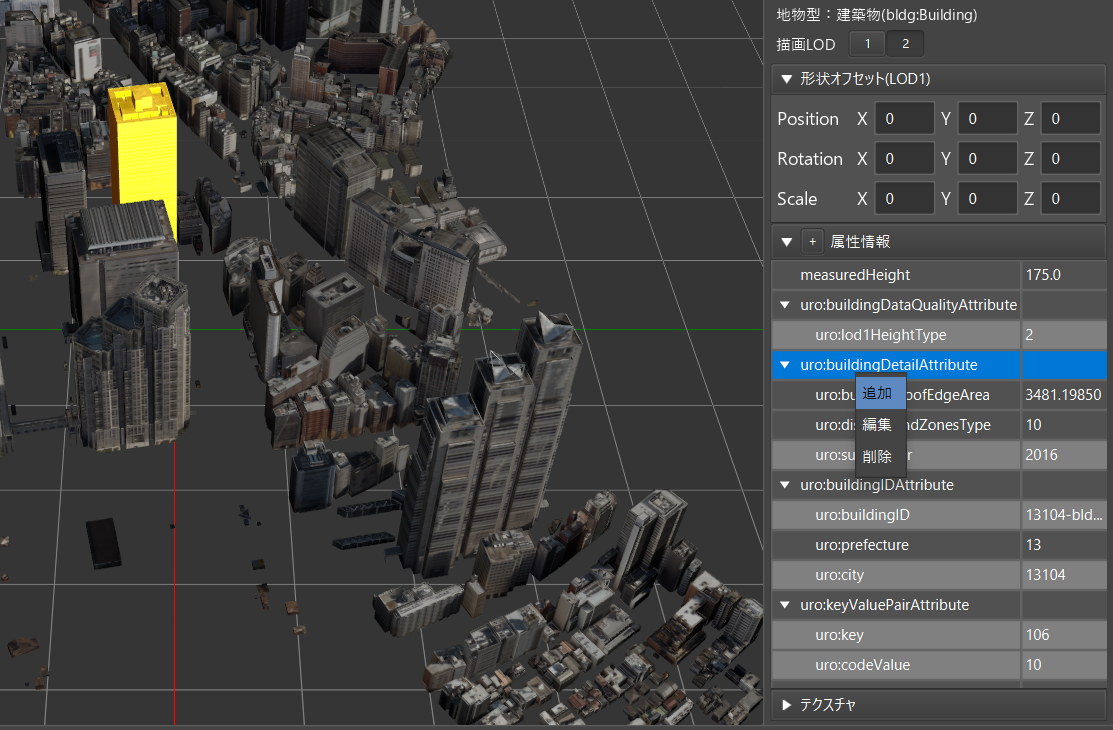 地物型：建築物(bldg:Building)
描画LOD 1 2
▼ 形状オフセット(LOD1)
Position X 0 Y 0 Z 0
Rotation X 0 Y 0 Z 0
Scale X 0 Y 0 Z 0
▼ + 属性情報
measuredHeight 175.0
▼ uro:buildingDataQualityAttribute
uro:lod1HeightType 2
▼ uro:buildingDetailAttribute
追加
編集
削除
uro:bu oofEdgeArea 3481.19850
uro:dis ndZonesType 10
uro:su r 2016
▼ uro:buildingIDAttribute
uro:buildingID 13104-bld...
uro:prefecture 13
uro:city 13104
▼ uro:keyValuePairAttribute
uro:key 106
uro:codeValue 10
▶ テクスチャ